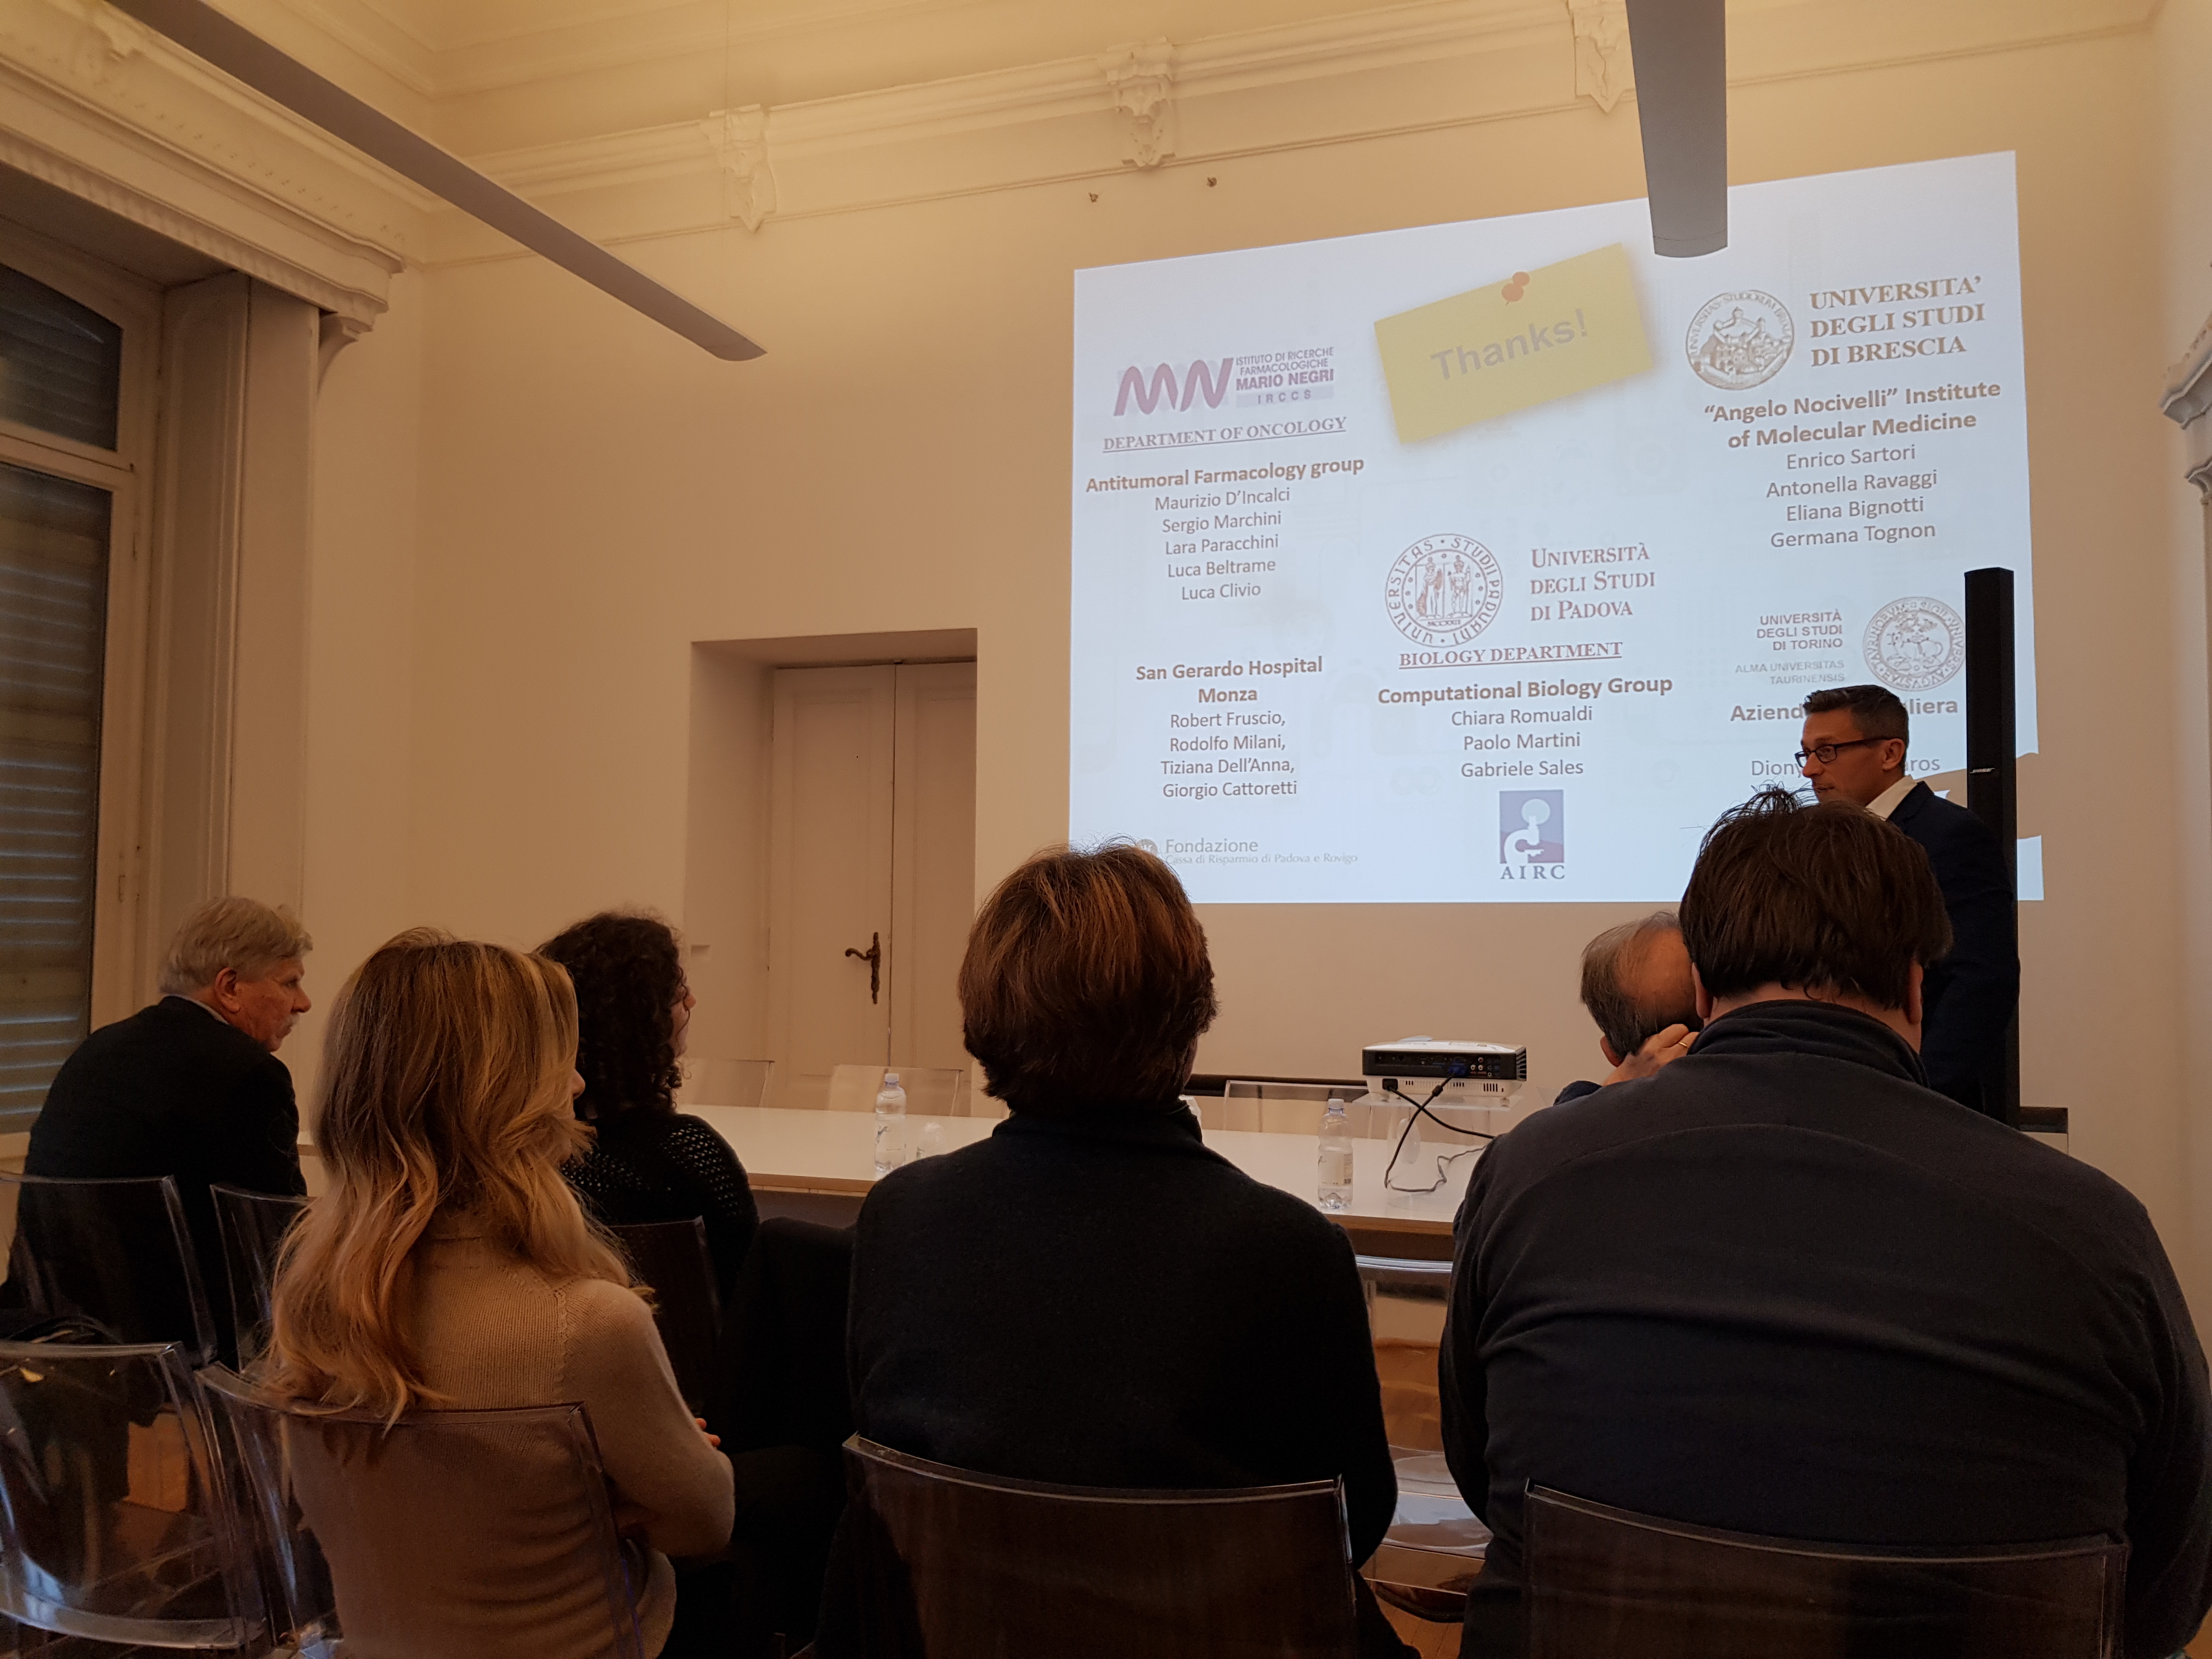 Thanks!
ISTITUTO DI RICERCHE
FARMACOLOGICHE
MARIO NEGRI
IRCCS
DEPARTMENT OF ONCOLOGY
Antitumoral Farmacology group
Maurizio D'Incalci
Sergio Marchini
Lara Paracchini
Luca Beltrame
Luca Clivio
San Gerardo Hospital
Monza
Robert Fruscio,
Rodolfo Milani,
Tiziana Dell'Anna,
Giorgio Cattoretti
Fondazione
Cassa di Risparmio di Padova e Rovigo
UNIVERSITÀ
DEGLI STUDI
DI PADOVA
BIOLOGY DEPARTMENT
Computational Biology Group
Chiara Romualdi
Paolo Martini
Gabriele Sales
AIRC
UNIVERSITA'
DEGLI STUDI
DI BRESCIA
"Angelo Nocivelli" Institute
of Molecular Medicine
Enrico Sartori
Antonella Ravaggi
Eliana Bignotti
Germana Tognon
UNIVERSITÀ
DEGLI STUDI
DI TORINO
ALMA UNIVERSITAS
TAURINENSIS